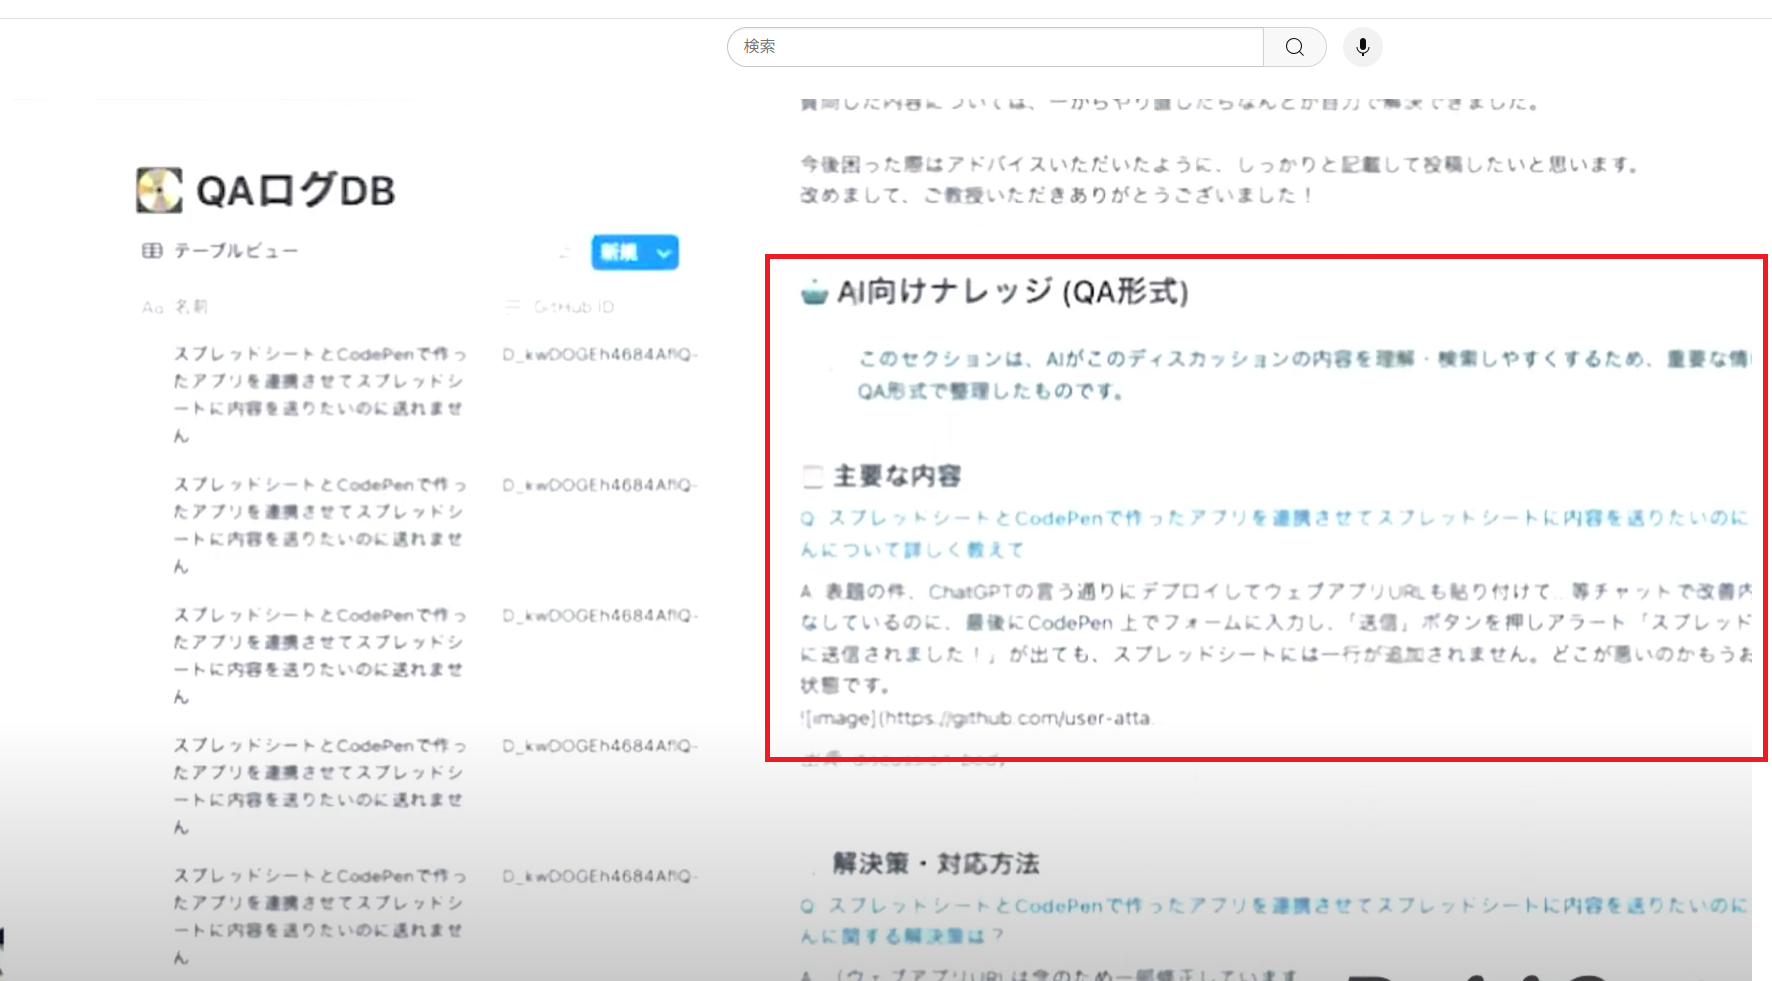 検索
今後困った際はアドバイスいただいたように、しっかりと記載して投稿したいと思います。
改めまして、ご教授いただきありがとうございました！
QAログDB
テーブルビュー
新規
Aa 名前
GitHub ID
スプレッドシートとCodePenで作っ
たアプリを連携させてスプレッドシ
ートに内容を送りたいのに送れませ
ん
D_kwDOGEh4684AfIQ-
スプレッドシートとCodePenで作っ
たアプリを連携させてスプレッドシ
ートに内容を送りたいのに送れませ
ん
D_kwDOGEh4684AfIQ-
スプレッドシートとCodePenで作っ
たアプリを連携させてスプレッドシ
ートに内容を送りたいのに送れませ
ん
D_kwDOGEh4684AfIQ-
スプレッドシートとCodePenで作っ
たアプリを連携させてスプレッドシ
ートに内容を送りたいのに送れませ
ん
D_kwDOGEh4684AfIQ-
スプレッドシートとCodePenで作っ
たアプリを連携させてスプレッドシ
ートに内容を送りたいのに送れませ
ん
D_kwDOGEh4684AfIQ-
AI向けナレッジ (QA形式)
このセクションは、AIがこのディスカッションの内容を理解・検索しやすくするため、重要な情
QA形式で整理したものです。
主要な内容
Q スプレッドシートとCodePenで作ったアプリを連携させてスプレッドシートに内容を送りたいのに
んについて詳しく教えて
A 表題の件、ChatGPTの言う通りにデプロイしてウェブアプリURLも貼り付けて...等チャットで改善内
なしているのに、最後にCodePen 上でフォームに入力し、「送信」ボタンを押しアラート「スプレッド
に送信されました！」が出ても、スプレッドシートには一行が追加されません。どこが悪いのかもうお
状態です。
![image](https://github.com/user-atta
解決策・対応方法
Q スプレッドシートとCodePenで作ったアプリを連携させてスプレッドシートに内容を送りたいのに
んに関する解決策は？